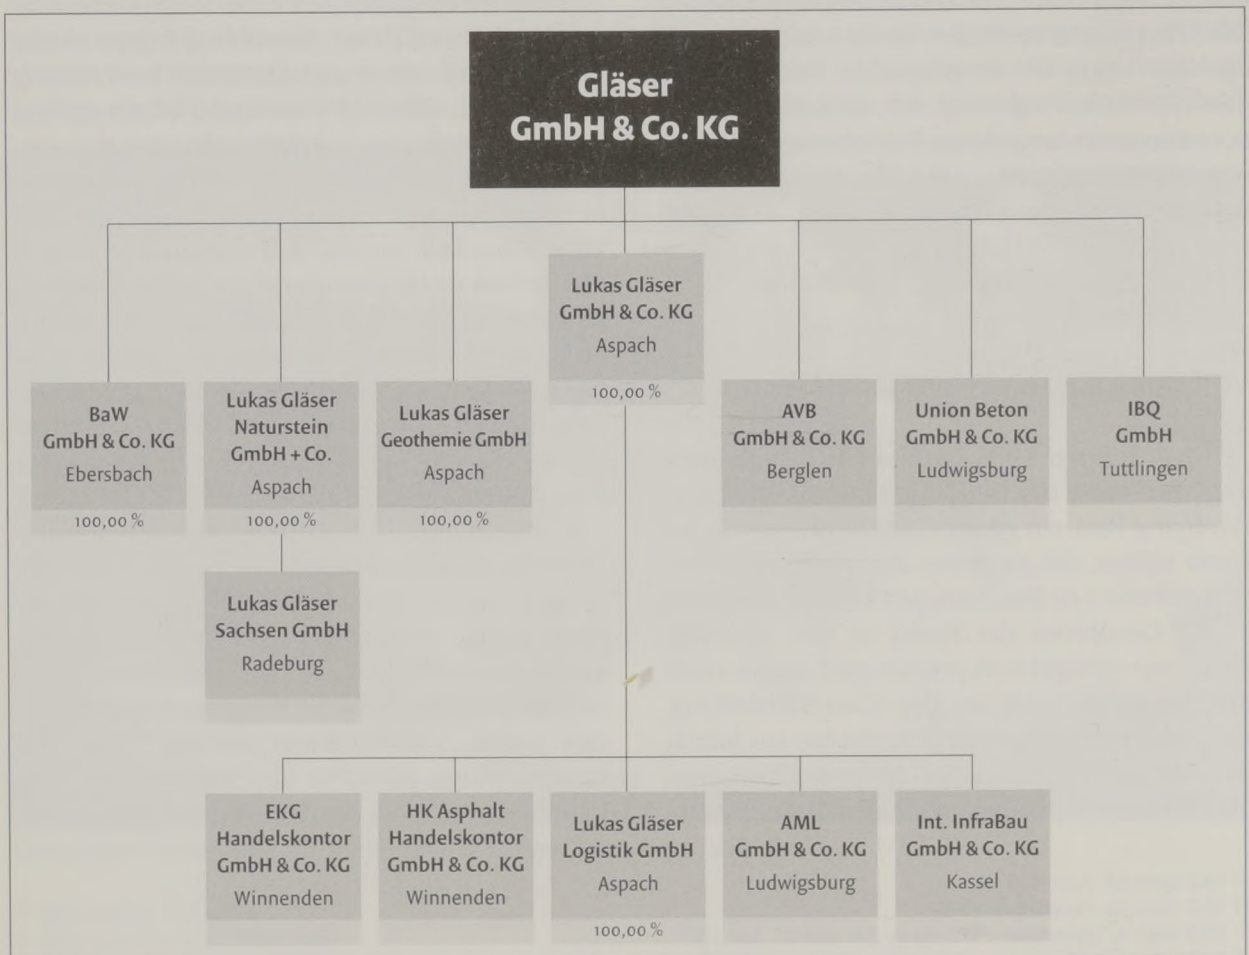 Gläser
GmbH & Co. KG
Lukas Gläser
GmbH & Co. KG
Aspach
100,00 %
BaW
GmbH & Co. KG
Ebersbach
100,00 %
Lukas Gläser
Naturstein
GmbH + Co.
Aspach
100,00 %
Lukas Gläser
Geothemie GmbH
Aspach
100,00 %
AVB
GmbH & Co. KG
Berglen
Union Beton
GmbH & Co. KG
Ludwigsburg
IBQ
GmbH
Tuttlingen
Lukas Gläser
Sachsen GmbH
Radeburg
EKG
Handelskontor
GmbH & Co. KG
Winnenden
HK Asphalt
Handelskontor
GmbH & Co. KG
Winnenden
Lukas Gläser
Logistik GmbH
Aspach
100,00 %
AML
GmbH & Co. KG
Ludwigsburg
Int. InfraBau
GmbH & Co. KG
Kassel